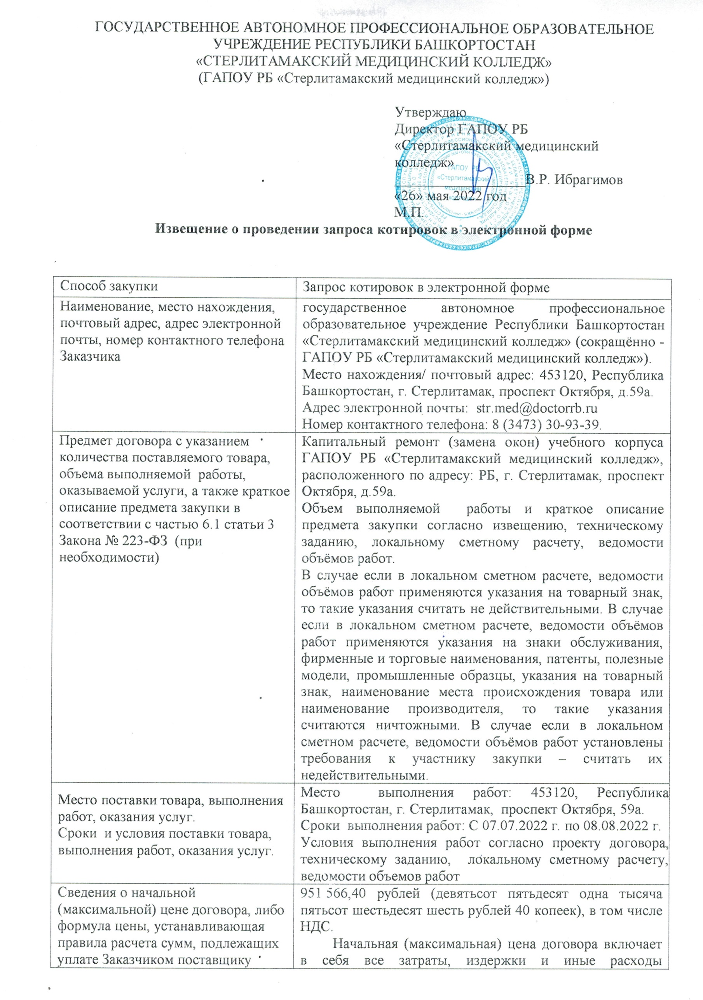 ГОСУДАРСТВЕННОЕ АВТОНОМНОЕ ПРОФЕССИОНАЛЬНОЕ ОБРАЗОВАТЕЛЬНОЕ
УЧРЕЖДЕНИЕ РЕСПУБЛИКИ БАШКОРТОСТАН
«СТЕРЛИТАМАКСКИЙ МЕДИЦИНСКИЙ КОЛЛЕДЖ»
(ГАПОУ РБ «Стерлитамакский медицинский колледж»)
Утверждаю
Директор ГАПОУ РБ
«Стерлитамакский медицинский
колледж»
В.Р. Ибрагимов
«26» мая 2022 год
М.П.
ГАПОУ РБ
«Стерлитамакский
медицинский
колледж»
Извещение о проведении запроса котировок в электронной форме
Способ закупки
Запрос котировок в электронной форме
Наименование, место нахождения,
почтовый адрес, адрес электронной
почты, номер контактного телефона
Заказчика
государственное автономное профессиональное
образовательное учреждение Республики Башкортостан
«Стерлитамакский медицинский колледж» (сокращённо -
ГАПОУ РБ «Стерлитамакский медицинский колледж»).
Место нахождения/ почтовый адрес: 453120, Республика
Башкортостан, г. Стерлитамак, проспект Октября, д.59а.
Адрес электронной почты: str.med@doctorrb.ru
Номер контактного телефона: 8 (3473) 30-93-39.
Предмет договора с указанием
количества поставляемого товара,
объема выполняемой работы,
оказываемой услуги, а также краткое
описание предмета закупки в
соответствии с частью 6.1 статьи 3
Закона № 223-ФЗ (при
необходимости)
Капитальный ремонт (замена окон) учебного корпуса
ГАПОУ РБ «Стерлитамакский медицинский колледж»,
расположенного по адресу: РБ, г. Стерлитамак, проспект
Октября, д.59а.
Объем выполняемой работы и краткое описание
предмета закупки согласно извещению, техническому
заданию, локальному сметному расчету, ведомости
объёмов работ.
В случае если в локальном сметном расчете, ведомости
объёмов работ применяются указания на товарный знак,
то такие указания считать не действительными. В случае
если в локальном сметном расчете, ведомости объёмов
работ применяются указания на знаки обслуживания,
фирменные и торговые наименования, патенты, полезные
модели, промышленные образцы, указания на товарный
знак, наименование места происхождения товара или
наименование производителя, то такие указания
считаются ничтожными. В случае если в локальном
сметном расчете, ведомости объёмов работ установлены
требования к участнику закупки – считать их
недействительными.
Место поставки товара, выполнения
работ, оказания услуг.
Сроки и условия поставки товара,
выполнения работ, оказания услуг.
Место выполнения работ: 453120, Республика
Башкортостан, г. Стерлитамак, проспект Октября, 59а.
Сроки выполнения работ: С 07.07.2022 г. по 08.08.2022 г.
Условия выполнения работ согласно проекту договора,
техническому заданию, локальному сметному расчету,
ведомости объемов работ
Сведения о начальной
(максимальной) цене договора, либо
формула цены, устанавливающая
правила расчета сумм, подлежащих
уплате Заказчиком поставщику
951 566,40 рублей (девятьсот пятьдесят одна тысяча
пятьсот шестьдесят шесть рублей 40 копеек), в том числе
НДС.
Начальная (максимальная) цена договора включает
в себя все затраты, издержки и иные расходы